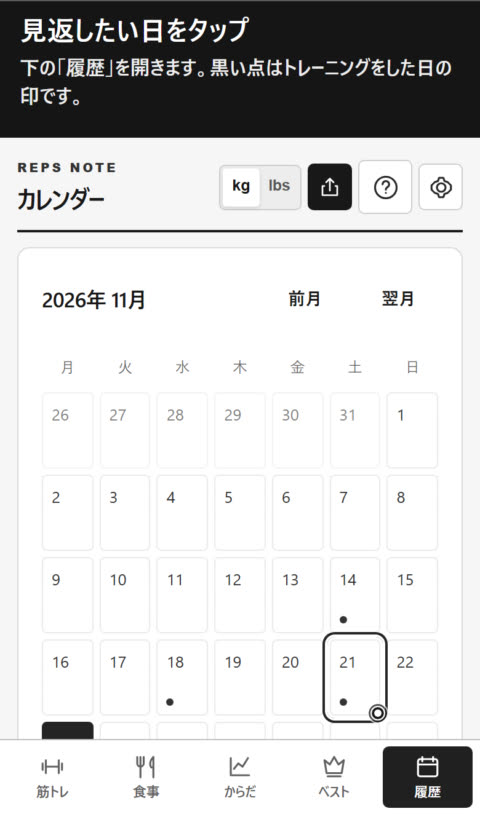 見返したい日をタップ
下の「履歴」を開きます。黒い点はトレーニングをした日の
印です。
REPS NOTE
カレンダー
kg lbs
2026年 11月 前月 翌月
月 火 水 木 金 土 日
26 27 28 29 30 31 1
2 3 4 5 6 7 8
9 10 11 12 13 14 15
16 17 18 19 20 21 22
筋トレ 食事 からだ ベスト 履歴